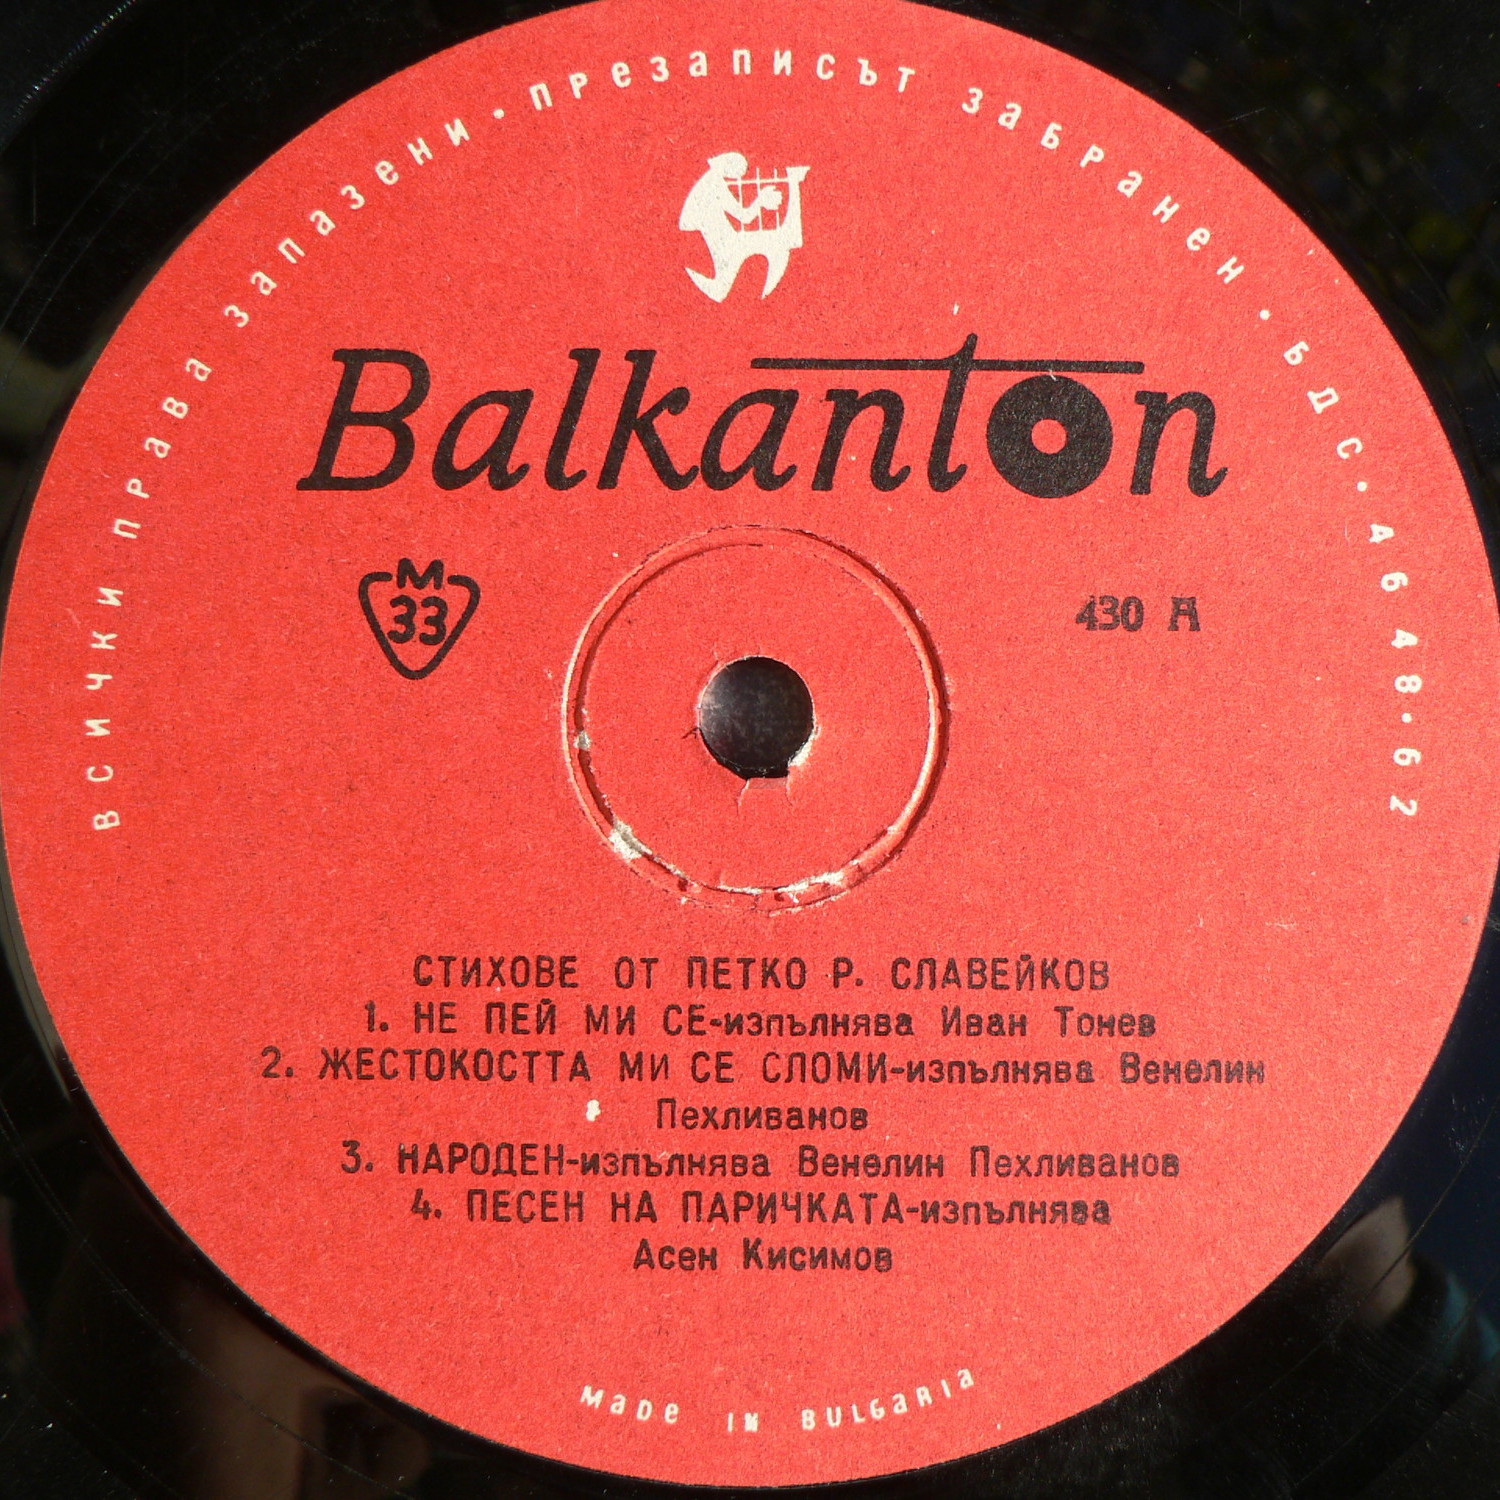 ВСИЧКИ ПРАВА ЗАПАЗЕНИ · ПРЕЗАПИСЪТ ЗАБРАНЕН · БДС · 46 48 · 62
Balkanton
М
33
430 А
СТИХОВЕ ОТ ПЕТКО Р. СЛАВЕЙКОВ
1. НЕ ПЕЙ МИ СЕ-изпълнява Иван Тонев
2. ЖЕСТОКОСТТА МИ СЕ СЛОМИ-изпълнява Венелин
Пехливанов
3. НАРОДЕН-изпълнява Венелин Пехливанов
4. ПЕСЕН НА ПАРИЧКАТА-изпълнява
Асен Кисимов
MADE IN BULGARIA